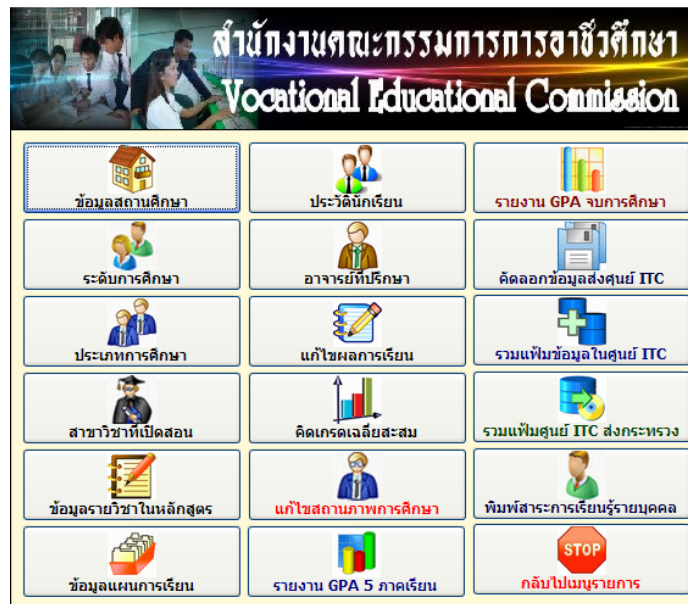 สำนักงานคณะกรรมการการอาชีวศึกษา
Vocational Educational Commission
ข้อมูลสถานศึกษา
ประวัตินักเรียน
รายงาน GPA จบการศึกษา
ระดับการศึกษา
อาจารย์ที่ปรึกษา
คัดลอกข้อมูลส่งศูนย์ ITC
ประเภทการศึกษา
แก้ไขผลการเรียน
รวมแฟ้มข้อมูลในศูนย์ ITC
สาขาวิชาที่เปิดสอน
คิดเกรดเฉลี่ยสะสม
รวมแฟ้มศูนย์ ITC ส่งกระทรวง
ข้อมูลรายวิชาในหลักสูตร
แก้ไขสถานภาพการศึกษา
พิมพ์สาระการเรียนรู้รายบุคคล
ข้อมูลแผนการเรียน
รายงาน GPA 5 ภาคเรียน
STOP
กลับไปเมนูรายการ